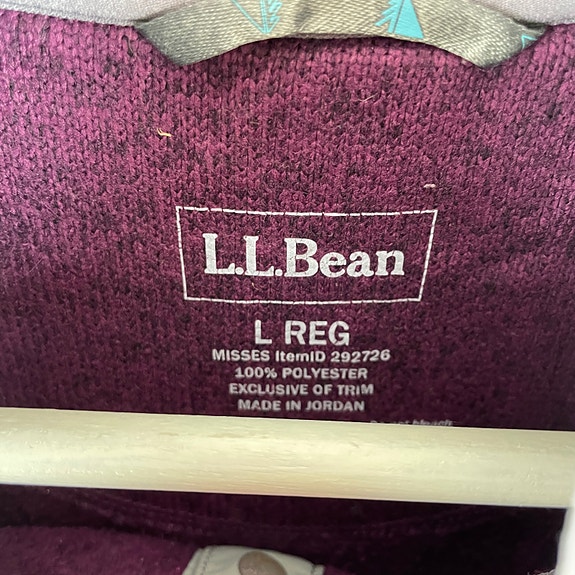 L.L.Bean
L REG
MISSES ItemID 292726
100% POLYESTER
EXCLUSIVE OF TRIM
MADE IN JORDAN